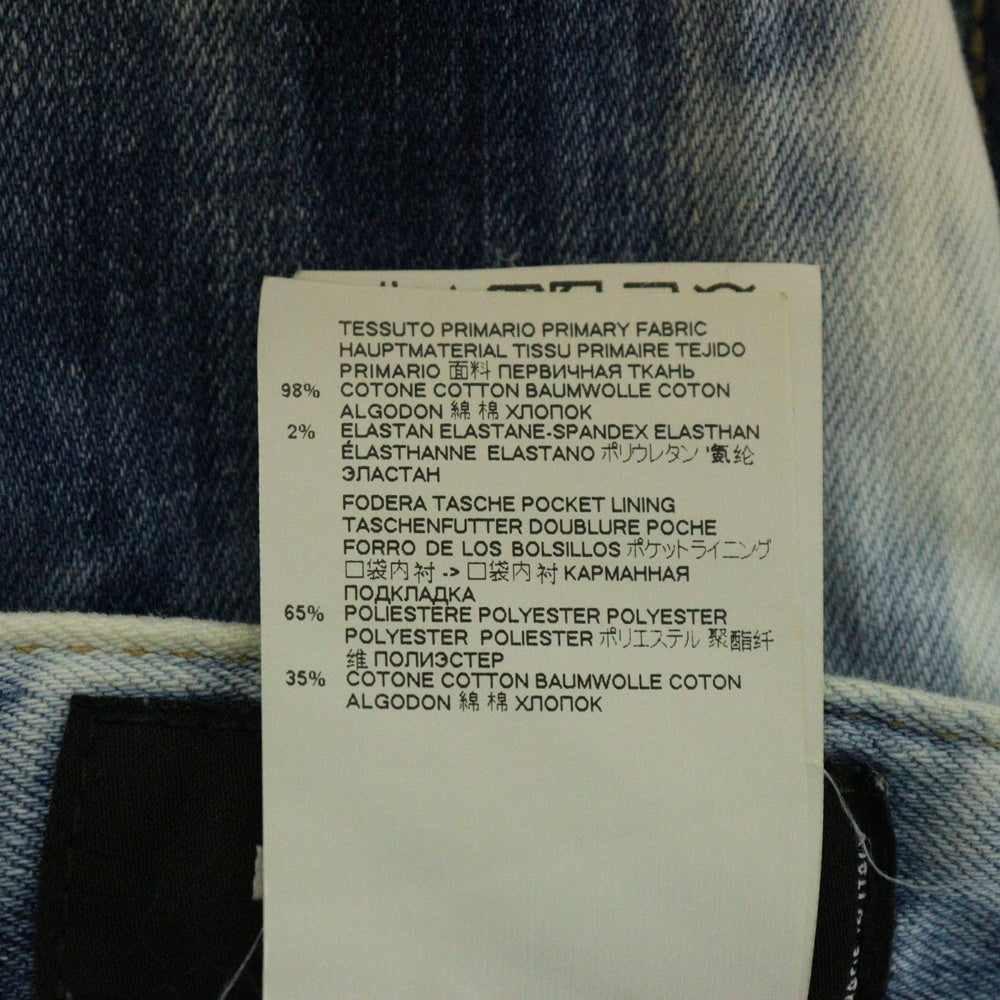 TESSUTO PRIMARIO PRIMARY FABRIC
HAUPTMATERIAL TISSU PRIMAIRE TEJIDO
PRIMARIO 面料 ПЕРВИЧНАЯ ТКАНЬ
98% COTONE COTTON BAUMWOLLE COTON
ALGODON 綿 棉 ХЛОПОК
2% ELASTAN ELASTANE-SPANDEX ELASTHAN
ÉLASTHANNE ELASTANO ポリウレタン '氨纶
ЭЛАСТАН
FODERA TASCHE POCKET LINING
TASCHENFUTTER DOUBLURE POCHE
FORRO DE LOS BOLSILLOS ポケットライニング
口袋内衬 -> 口袋内衬 КАРМАННАЯ
ПОДКЛАДКА
65% POLIESTERE POLYESTER POLYESTER
POLYESTER POLIESTER ポリエステル 聚酯纤
维 ПОЛИЭСТЕР
35% COTONE COTTON BAUMWOLLE COTON
ALGODON 綿 棉 ХЛОПОК
ITALY